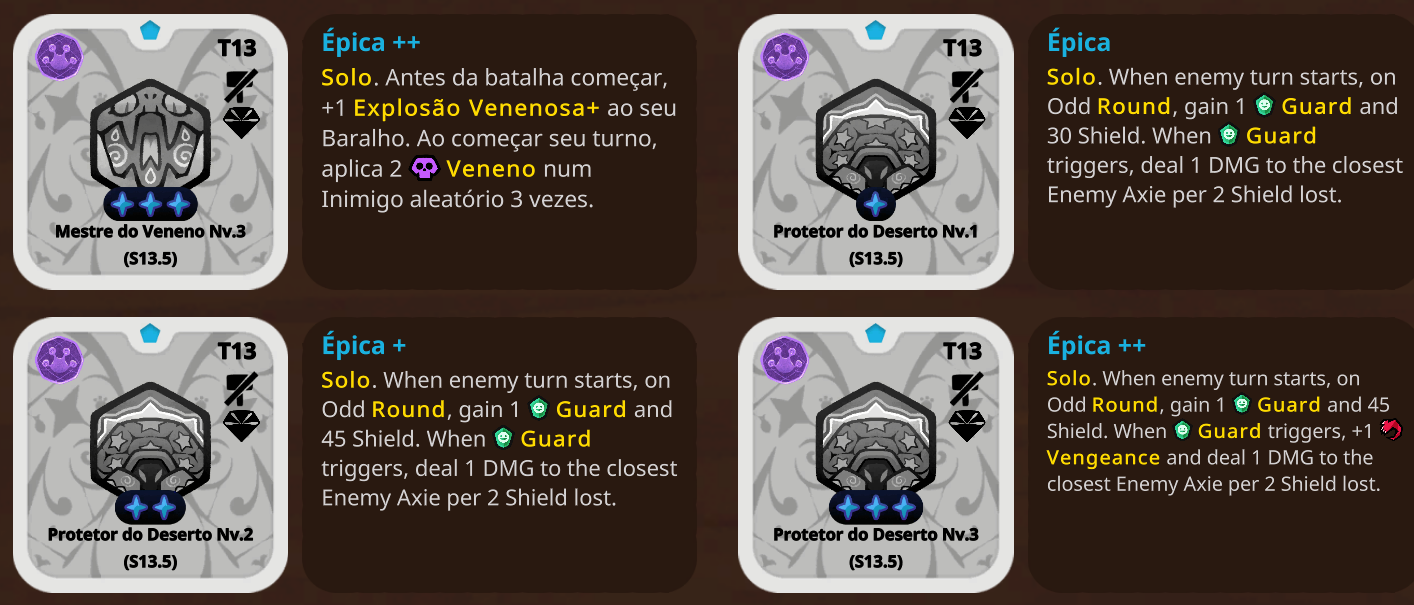 T13
Mestre do Veneno Nv.3
(S13.5)
Épica ++
Solo. Antes da batalha começar,
+1 Explosão Venenosa+ ao seu
Baralho. Ao começar seu turno,
aplica 2 Veneno num
Inimigo aleatório 3 vezes.
T13
Protetor do Deserto Nv.1
(S13.5)
Épica
Solo. When enemy turn starts, on
Odd Round, gain 1 Guard and
30 Shield. When Guard
triggers, deal 1 DMG to the closest
Enemy Axie per 2 Shield lost.
T13
Protetor do Deserto Nv.2
(S13.5)
Épica +
Solo. When enemy turn starts, on
Odd Round, gain 1 Guard and
45 Shield. When Guard
triggers, deal 1 DMG to the closest
Enemy Axie per 2 Shield lost.
T13
Protetor do Deserto Nv.3
(S13.5)
Épica ++
Solo. When enemy turn starts, on
Odd Round, gain 1 Guard and 45
Shield. When Guard triggers, +1
Vengeance and deal 1 DMG to the
closest Enemy Axie per 2 Shield lost.